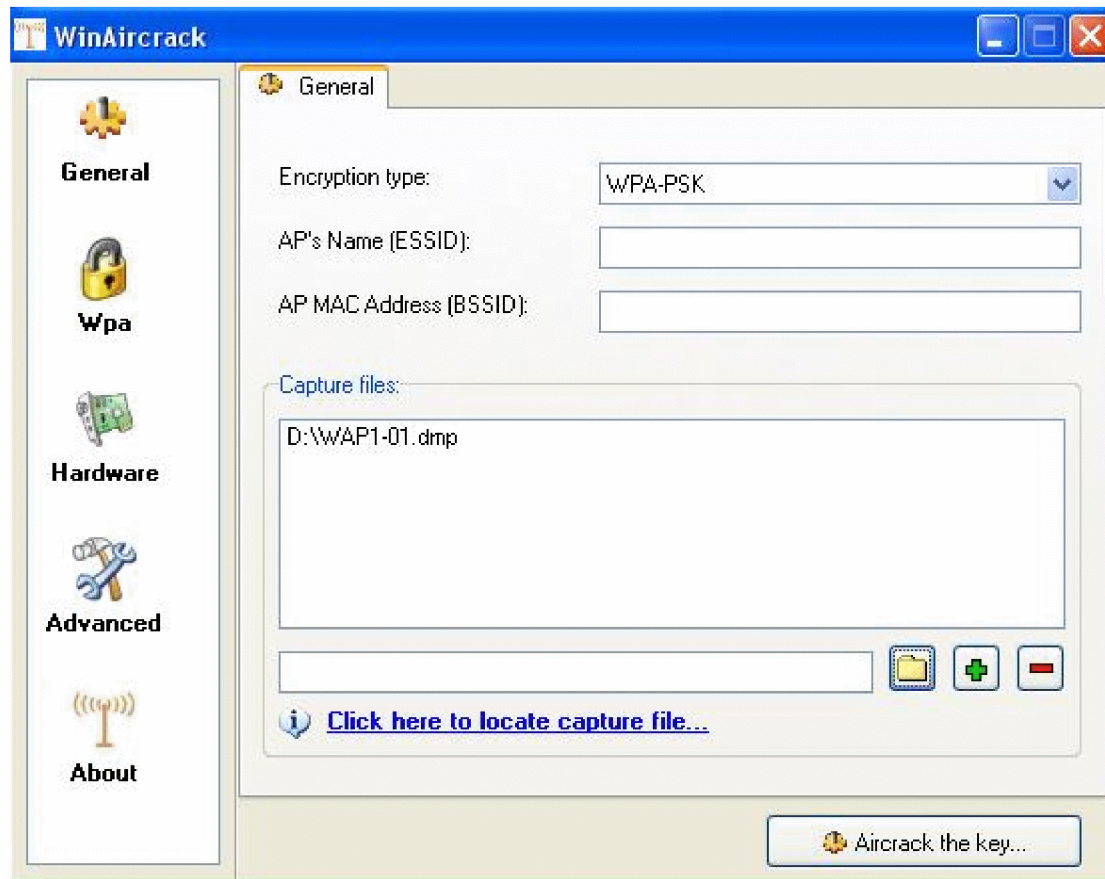 WinAircrack
General
Wpa
Hardware
Advanced
About
General
Encryption type:
WPA-PSK
AP's Name (ESSID):
AP MAC Address (BSSID):
Capture files:
D:\WAP1-01.dmp
Click here to locate capture file...
Aircrack the key...